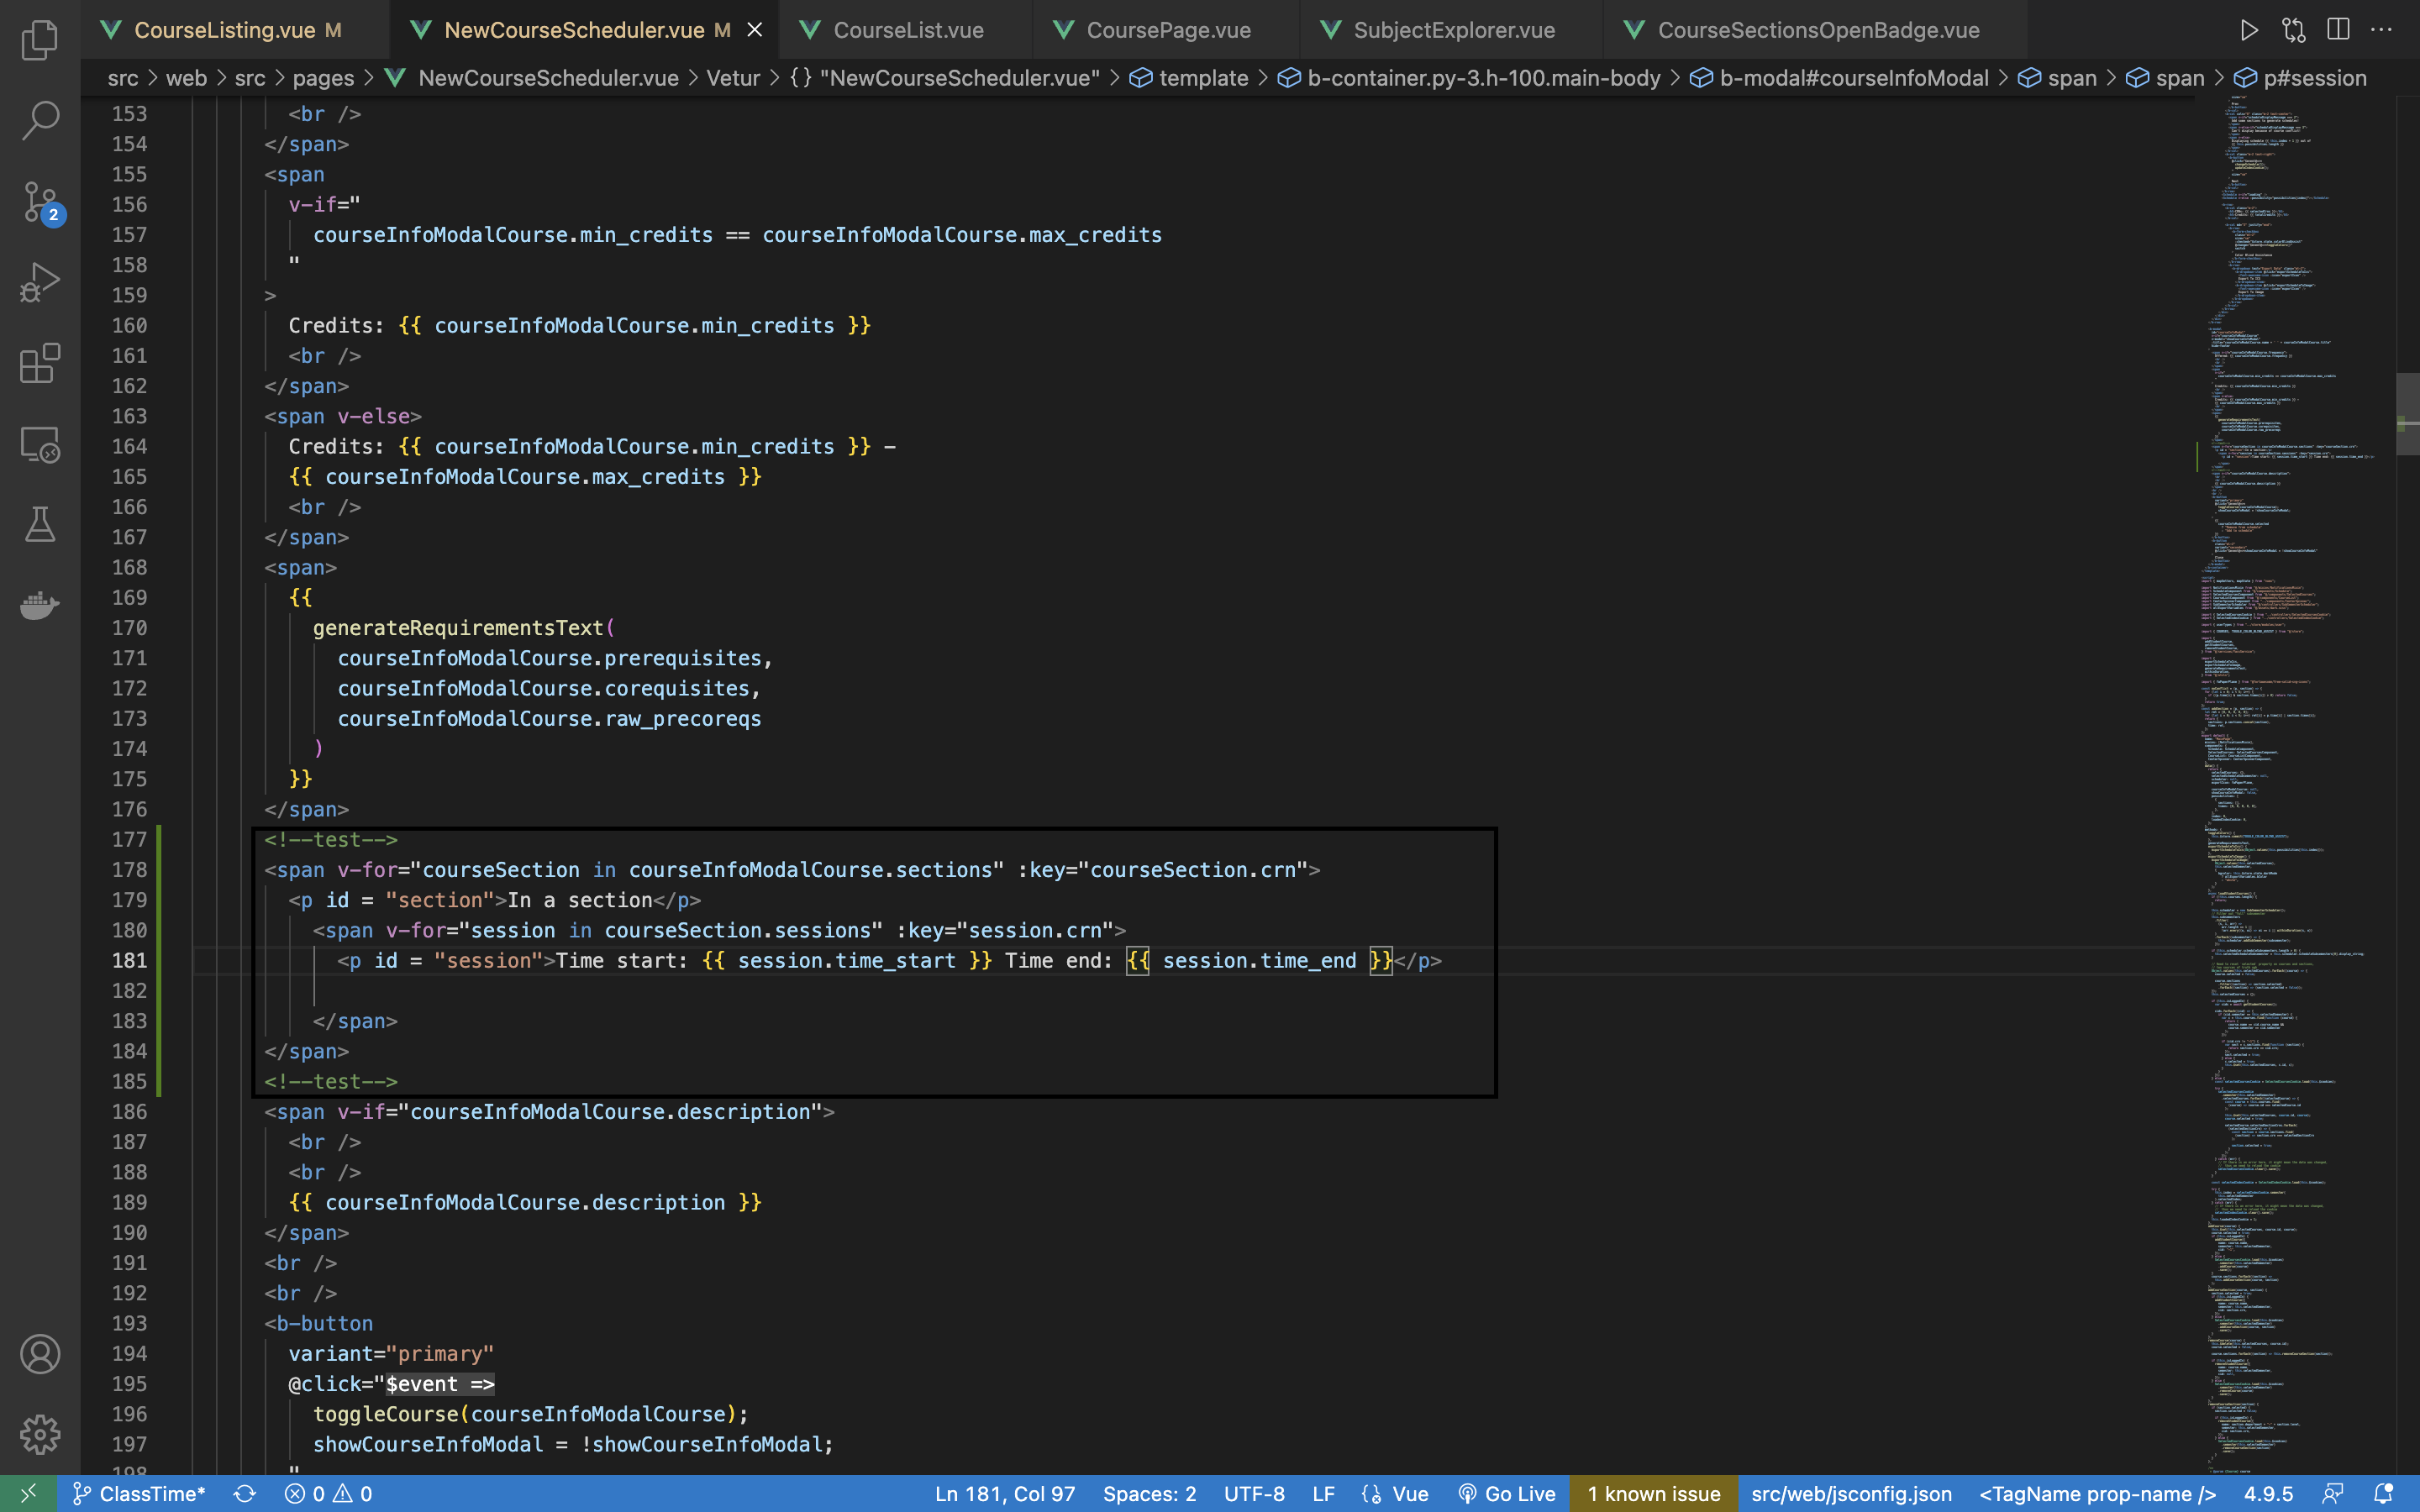 CourseListing.vue M
NewCourseScheduler.vue M
CourseList.vue
CoursePage.vue
SubjectExplorer.vue
CourseSectionsOpenBadge.vue
src > web > src > pages > NewCourseScheduler.vue > Vetur > {} "NewCourseScheduler.vue" > template > b-container.py-3.h-100.main-body > b-modal#courseInfoModal > span > span > p#session
153 <br />
154 </span>
155 <span
156 v-if="
157 courseInfoModalCourse.min_credits == courseInfoModalCourse.max_credits
158 "
159 >
160 Credits: {{ courseInfoModalCourse.min_credits }}
161 <br />
162 </span>
163 <span v-else>
164 Credits: {{ courseInfoModalCourse.min_credits }} -
165 {{ courseInfoModalCourse.max_credits }}
166 <br />
167 </span>
168 <span>
169 {{
170 generateRequirementsText(
171 courseInfoModalCourse.prerequisites,
172 courseInfoModalCourse.corequisites,
173 courseInfoModalCourse.raw_precoreqs
174 )
175 }}
176 </span>
177 <!--test-->
178 <span v-for="courseSection in courseInfoModalCourse.sections" :key="courseSection.crn">
179 <p id = "section">In a section</p>
180 <span v-for="session in courseSection.sessions" :key="session.crn">
181 <p id = "session">Time start: {{ session.time_start }} Time end: {{ session.time_end }}</p>
182
183 </span>
184 </span>
185 <!--test-->
186 <span v-if="courseInfoModalCourse.description">
187 <br />
188 <br />
189 {{ courseInfoModalCourse.description }}
190 </span>
191 <br />
192 <br />
193 <b-button
194 variant="primary"
195 @click="$event =>
196 toggleCourse(courseInfoModalCourse);
197 showCourseInfoModal = !showCourseInfoModal;
198 "
2
ClassTime* 0 0 Ln 181, Col 97 Spaces: 2 UTF-8 LF Vue Go Live 1 known issue src/web/jsconfig.json <TagName prop-name /> 4.9.5